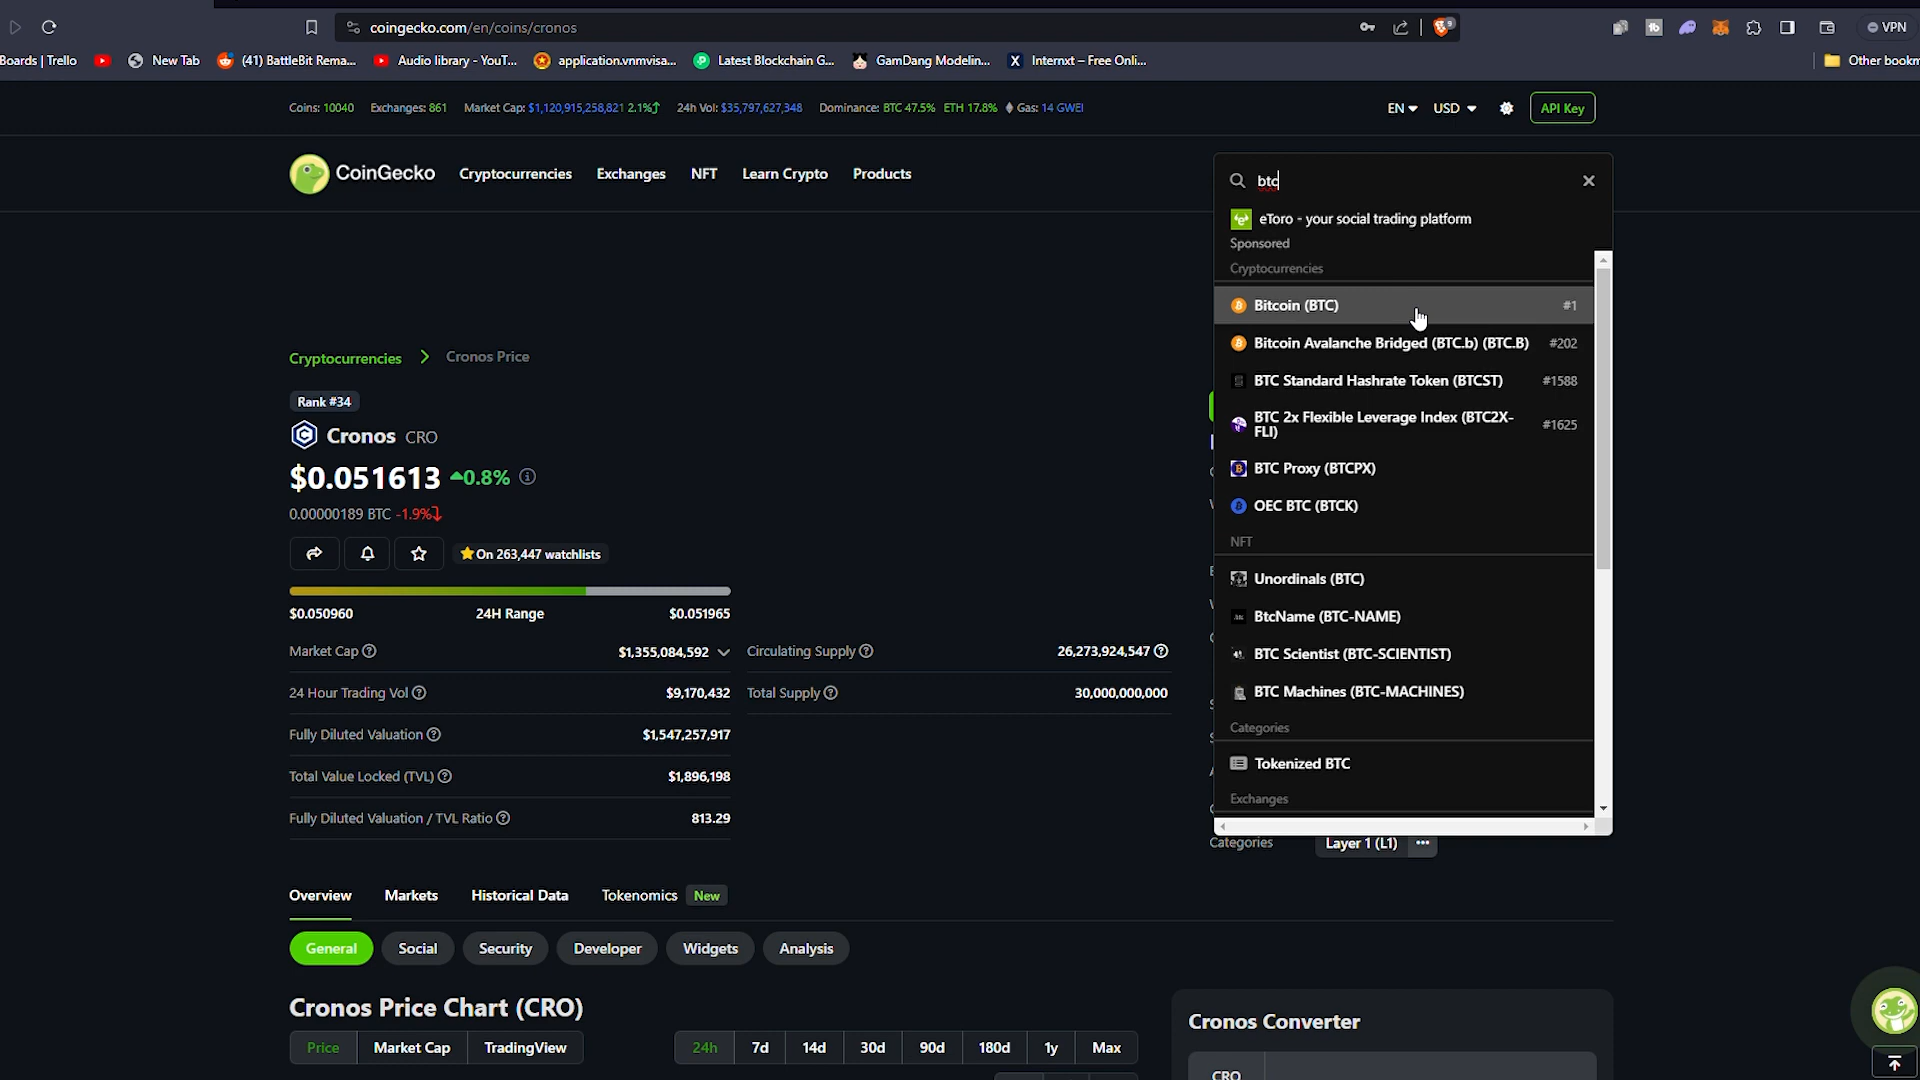 coingecko.com/en/coins/cronos
9
VPN
Boards | Trello
New Tab
(41) BattleBit Rema...
Audio library - YouT...
application.vnmvisa...
Latest Blockchain G...
GamDang Modelin...
Internxt – Free Onli...
Other bookm
Coins: 10040 Exchanges: 861 Market Cap: $1,120,915,258,821 2.1% 24h Vol: $35,797,627,348 Dominance: BTC 47.5% ETH 17.8% Gas: 14 GWEI
EN USD API Key
CoinGecko Cryptocurrencies Exchanges NFT Learn Crypto Products
btc
eToro - your social trading platform
Sponsored
Cryptocurrencies
Bitcoin (BTC) #1
Bitcoin Avalanche Bridged (BTC.b) (BTC.B) #202
BTC Standard Hashrate Token (BTCST) #1588
BTC 2x Flexible Leverage Index (BTC2X-
FLI) #1625
BTC Proxy (BTCPX)
OEC BTC (BTCK)
NFT
Unordinals (BTC)
BtcName (BTC-NAME)
BTC Scientist (BTC-SCIENTIST)
BTC Machines (BTC-MACHINES)
Categories
Tokenized BTC
Exchanges
Categories Layer 1 (L1)
Cryptocurrencies Cronos Price
Rank #34
Cronos CRO
$0.051613 0.8%
0.00000189 BTC -1.9%
On 263,447 watchlists
$0.050960 24H Range $0.051965
Market Cap $1,355,084,592
Circulating Supply 26,273,924,547
24 Hour Trading Vol $9,170,432
Total Supply 30,000,000,000
Fully Diluted Valuation $1,547,257,917
Total Value Locked (TVL) $1,896,198
Fully Diluted Valuation / TVL Ratio 813.29
Overview Markets Historical Data Tokenomics New
General Social Security Developer Widgets Analysis
Cronos Price Chart (CRO)
Price Market Cap TradingView
24h 7d 14d 30d 90d 180d 1y Max
Cronos Converter
CRO